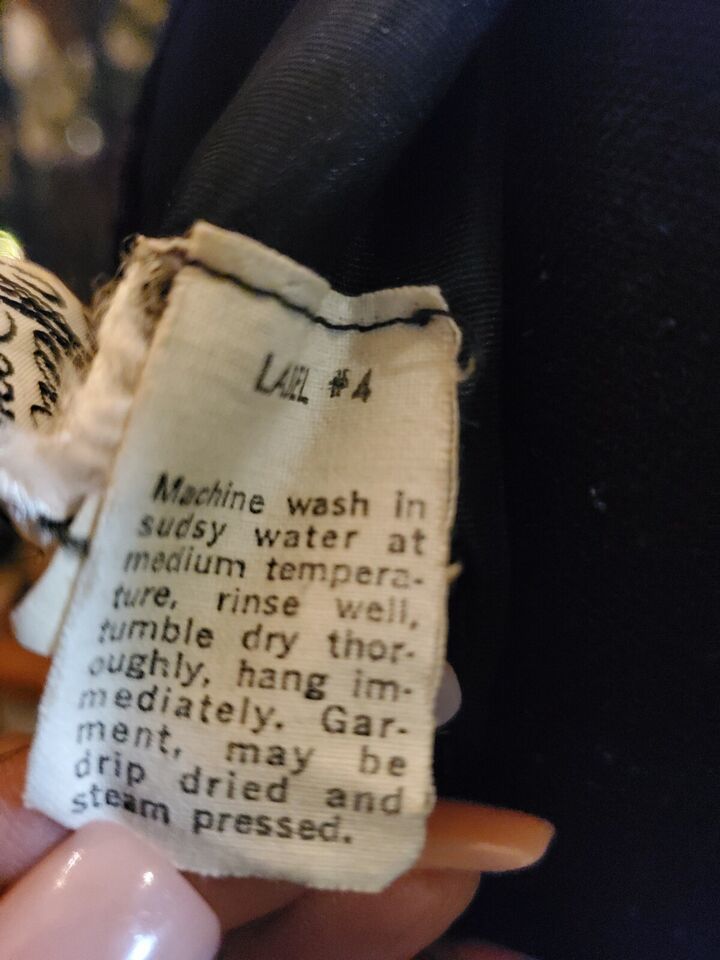 LABEL #4
Machine wash in
sudsy water at
medium tempera-
ture, rinse well,
tumble dry thor-
oughly, hang im-
mediately. Gar-
ment, may be
drip dried and
steam pressed.